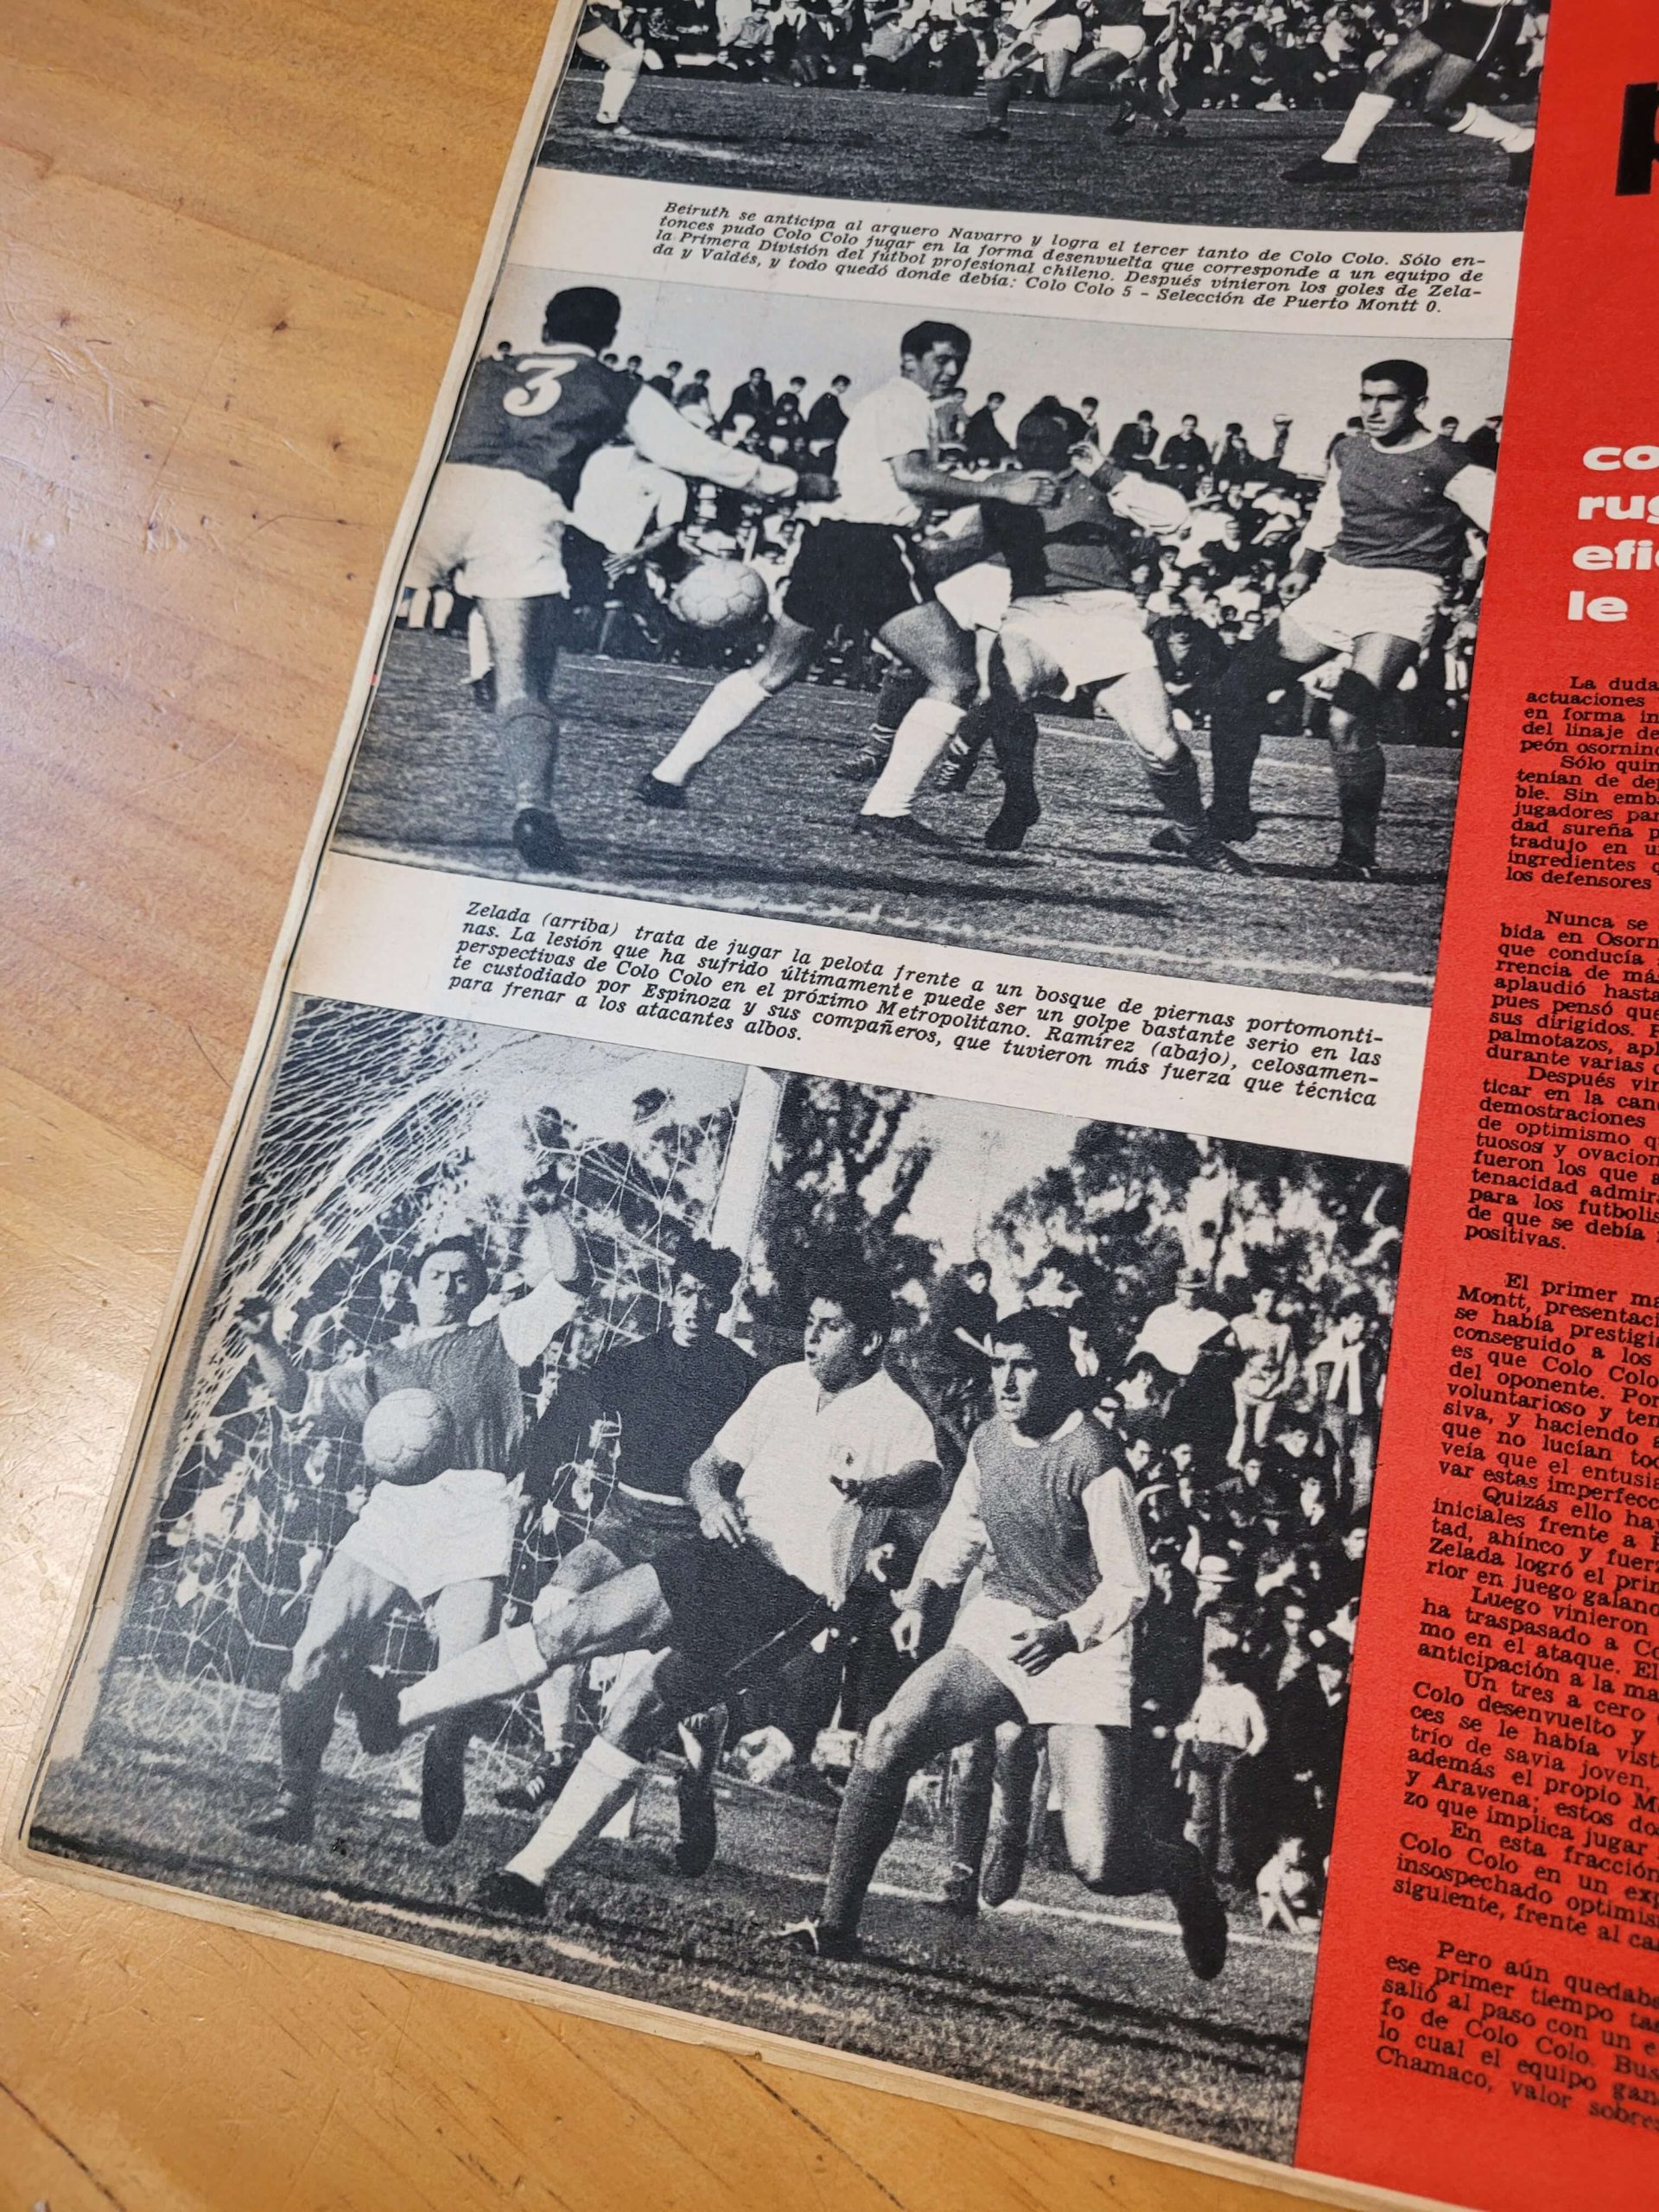 Beiruth se anticipa al arquero Navarro y logra el tercer tanto de Colo Colo. Sólo en-
tonces pudo Colo Colo jugar en la forma desenvuelta que corresponde a un equipo de
la Primera División del fútbol profesional chileno. Después vinieron los goles de Zela-
da y Valdés, y todo quedó donde debía: Colo Colo 5 - Selección de Puerto Montt 0.
3
Zelada (arriba) trata de jugar la pelota frente a un bosque de piernas portomonti-
nas. La lesión que ha sufrido últimamente puede ser un golpe bastante serio en las
perspectivas de Colo Colo en el próximo Metropolitano. Ramírez (abajo), celosamen-
te custodiado por Espinoza y sus compañeros, que tuvieron más fuerza que técnica
para frenar a los atacantes albos.
co
rug
efi
le
La duda
actuaciones
en forma in
del linaje de
peón osornino
Sólo quin
tenían de de
ble. Sin emb
jugadores par
dad sureña p
tradujo en u
ingredientes q
los defensores
Nunca se
bida en Osorn
que conducía
rrencia de más
aplaudió hasta
pues pensó que
sus dirigidos. P
palmotazos, apl
durante varias
Después vin
ticar en la can
demostraciones
de optimismo q
tuosos y ovacion
fueron los que a
tenacidad admira
para los futbolis
de que se debía
positivas.
El primer ma
Montt, presentaci
se había prestigia
conseguido a los
es que Colo Colo
del oponente. Por
voluntarioso y ten
siva, y haciendo a
que no lucían tod
veía que el entusia
var estas imperfecc
Quizás ello hay
iniciales frente a P
tad, ahínco y fuerz
Zelada logró el prim
rior en juego galano
Luego vinieron
ha traspasado a Co
mo en el ataque. El
anticipación a la ma
Un tres a cero
Colo desenvuelto y
ces se le había vist
trío de savia joven,
además el propio Mo
y Aravena; estos do
zo que implica jugar
En esta fracción
Colo Colo en un exp
insospechado optimis
siguiente, frente al ca
Pero aún quedaba
ese primer tiempo ta
salió al paso con un e
fo de Colo Colo. Bus
lo cual el equipo gan
Chamaco, valor sobre